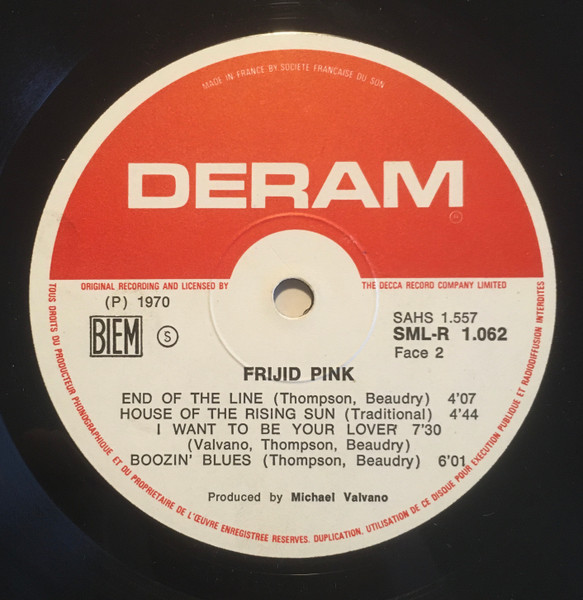 MADE IN FRANCE BY SOCIETE FRANÇAISE DU SON
DERAM
ORIGINAL RECORDING AND LICENSED BY THE DECCA RECORD COMPANY LIMITED
(P) 1970
BIEM S
SAHS 1.557
SML-R 1.062
Face 2
FRIJID PINK
END OF THE LINE (Thompson, Beaudry) 4'07
HOUSE OF THE RISING SUN (Traditional) 4'44
I WANT TO BE YOUR LOVER 7'30
(Valvano, Thompson, Beaudry)
BOOZIN' BLUES (Thompson, Beaudry) 6'01
Produced by Michael Valvano
TOUS DROITS DU PRODUCTEUR PHONOGRAPHIQUE ET DU PROPRIETAIRE DE L'ŒUVRE ENREGISTREE RESERVES. DUPLICATION, UTILISATION DE CE DISQUE POUR EXECUTION PUBLIQUE ET RADIODIFFUSION INTERDITES